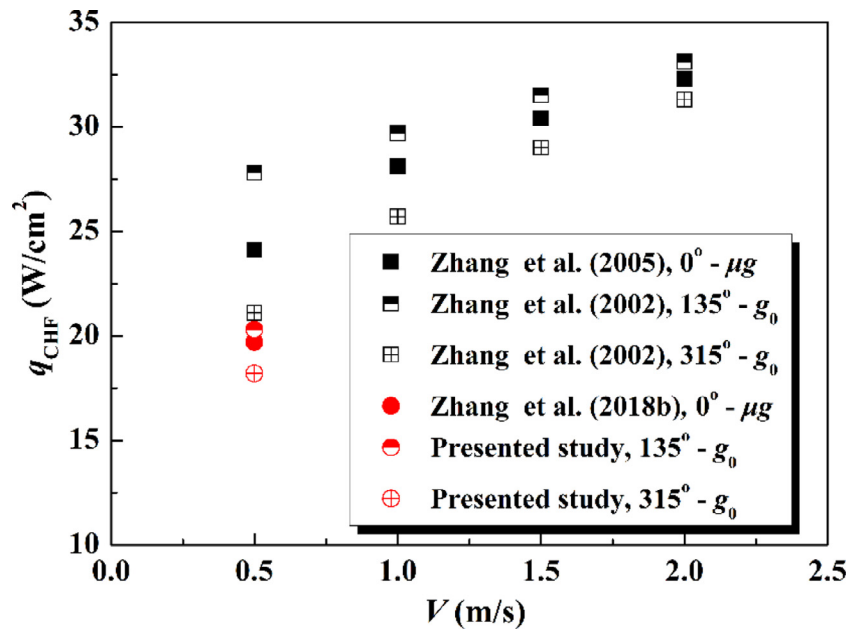 35
30
25
20
15
10
q_CHF (W/cm²)
Zhang et al. (2005), 0° - μg
Zhang et al. (2002), 135° - g₀
Zhang et al. (2002), 315° - g₀
Zhang et al. (2018b), 0° - μg
Presented study, 135° - g₀
Presented study, 315° - g₀
0.0 0.5 1.0 1.5 2.0 2.5
V (m/s)